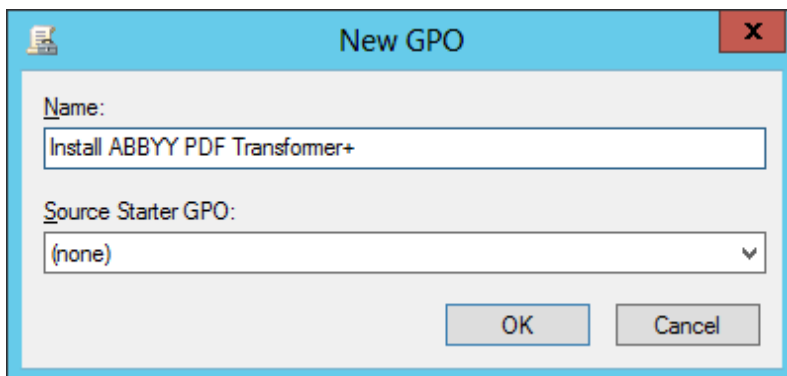 New GPO
x
Name:
Install ABBYY PDF Transformer+
Source Starter GPO:
(none)
OK Cancel